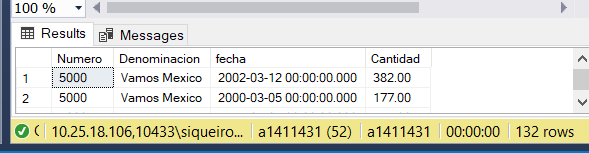 100 %
Results Messages
Numero Denominacion fecha Cantidad
1 5000 Vamos Mexico 2002-03-12 00:00:00.000 382.00
2 5000 Vamos Mexico 2000-03-05 00:00:00.000 177.00
10.25.18.106,10433\siqueiro... a1411431 (52) a1411431 00:00:00 132 rows